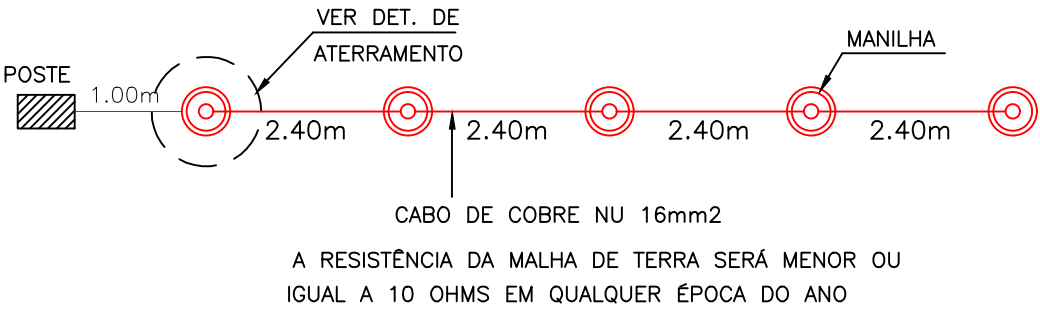 VER DET. DE
ATERRAMENTO
MANILHA
POSTE
1.00m
2.40m
2.40m
2.40m
2.40m
CABO DE COBRE NU 16mm2
A RESISTÊNCIA DA MALHA DE TERRA SERÁ MENOR OU
IGUAL A 10 OHMS EM QUALQUER ÉPOCA DO ANO